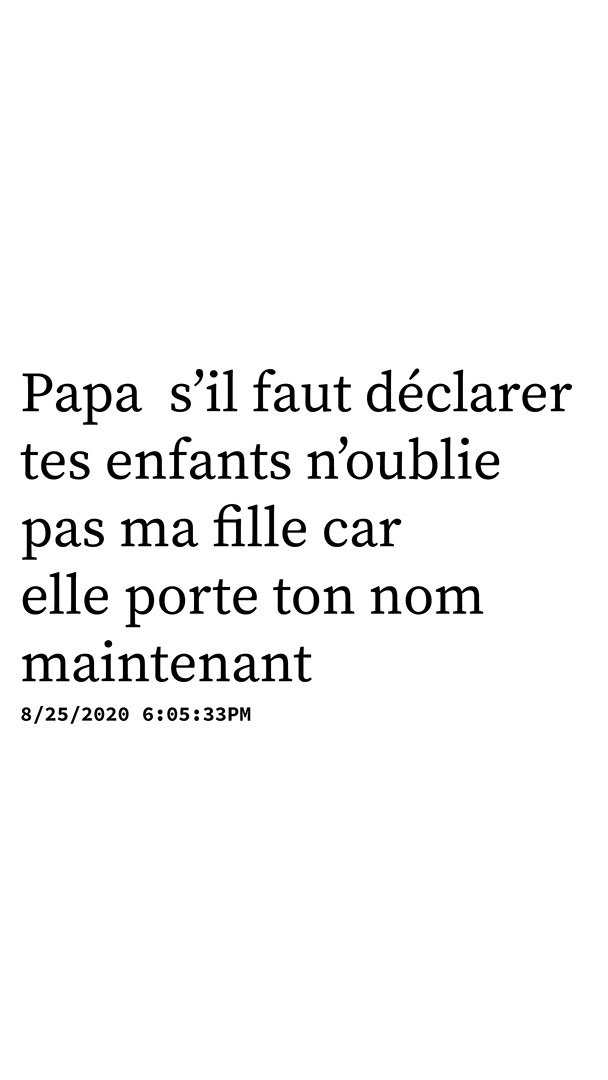 Papa  s’il faut déclarer
tes enfants n’oublie
pas ma fille car
elle porte ton nom
maintenant
8/25/2020 6:05:33PM